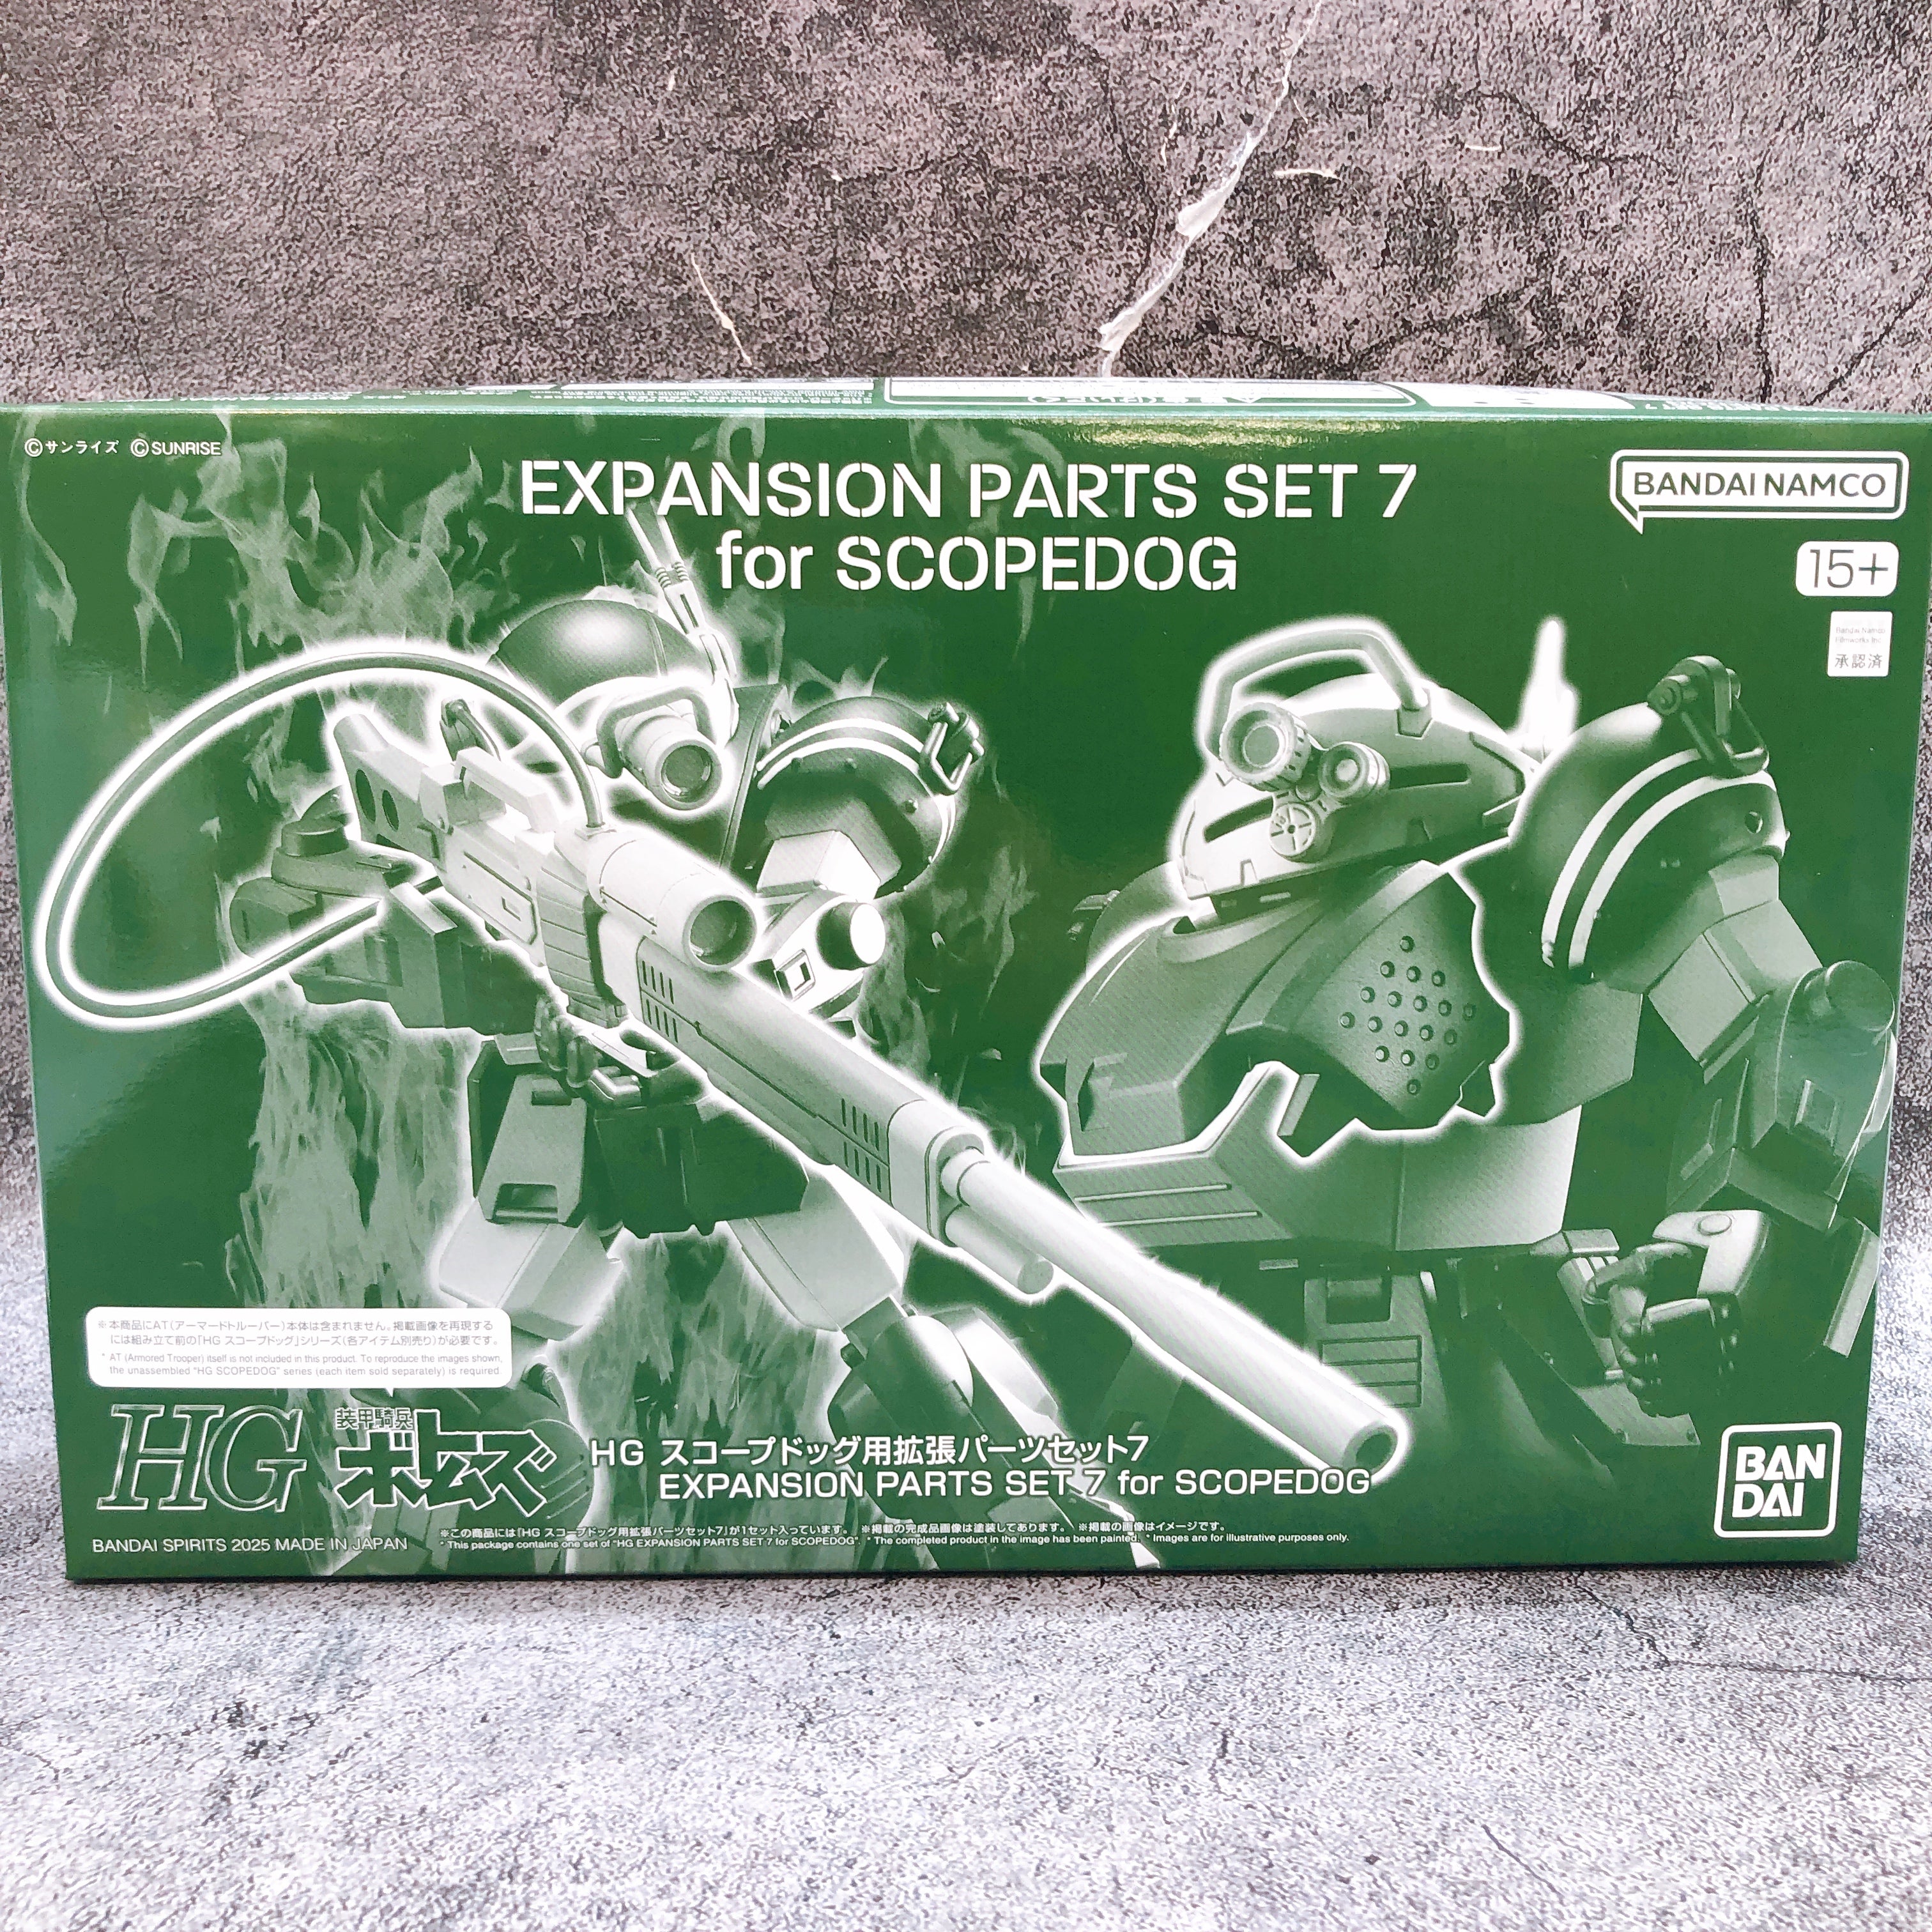 ©サンライズ ©SUNRISE
EXPANSION PARTS SET 7
for SCOPEDOG
BANDAI NAMCO
15+
Bandai Namco
Filmworks Inc.
承認済
※本商品にAT(アーマードトルーパー)本体は含まれません。掲載画像を再現する
には組み立て前の「HG スコープドッグ」シリーズ(各アイテム別売り)が必要です。
* AT (Armored Trooper) itself is not included in this product. To reproduce the images shown,
the unassembled "HG SCOPEDOG" series (each item sold separately) is required.
HG
装甲騎兵
ボトムズ
HG スコープドッグ用拡張パーツセット7
EXPANSION PARTS SET 7 for SCOPEDOG
BAN
DAI
BANDAI SPIRITS 2025 MADE IN JAPAN
※この商品には「HG スコープドッグ用拡張パーツセット7」が1セット入っています。 ※掲載の完成品画像は塗装してあります。 ※掲載の画像はイメージです。
* This package contains one set of "HG EXPANSION PARTS SET 7 for SCOPEDOG". * The completed product in the image has been painted. * Images are for illustrative purposes only.